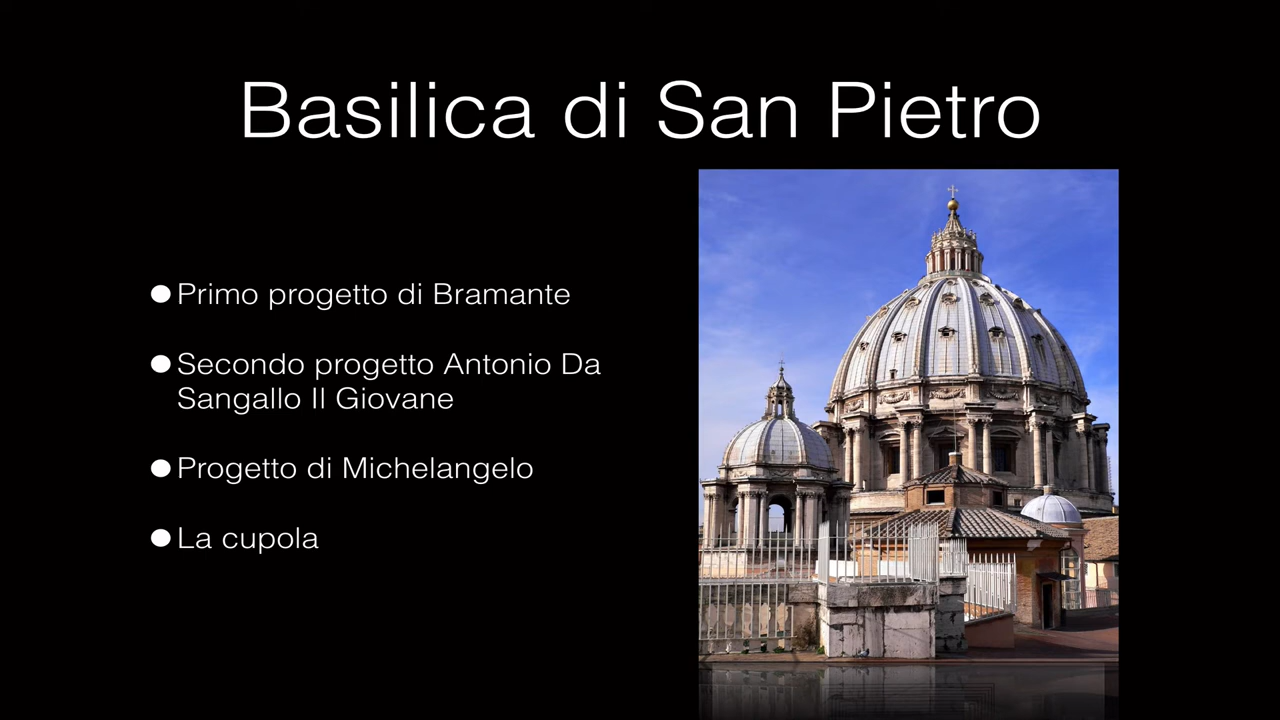 Basilica di San Pietro
● Primo progetto di Bramante
● Secondo progetto Antonio Da
Sangallo Il Giovane
● Progetto di Michelangelo
● La cupola